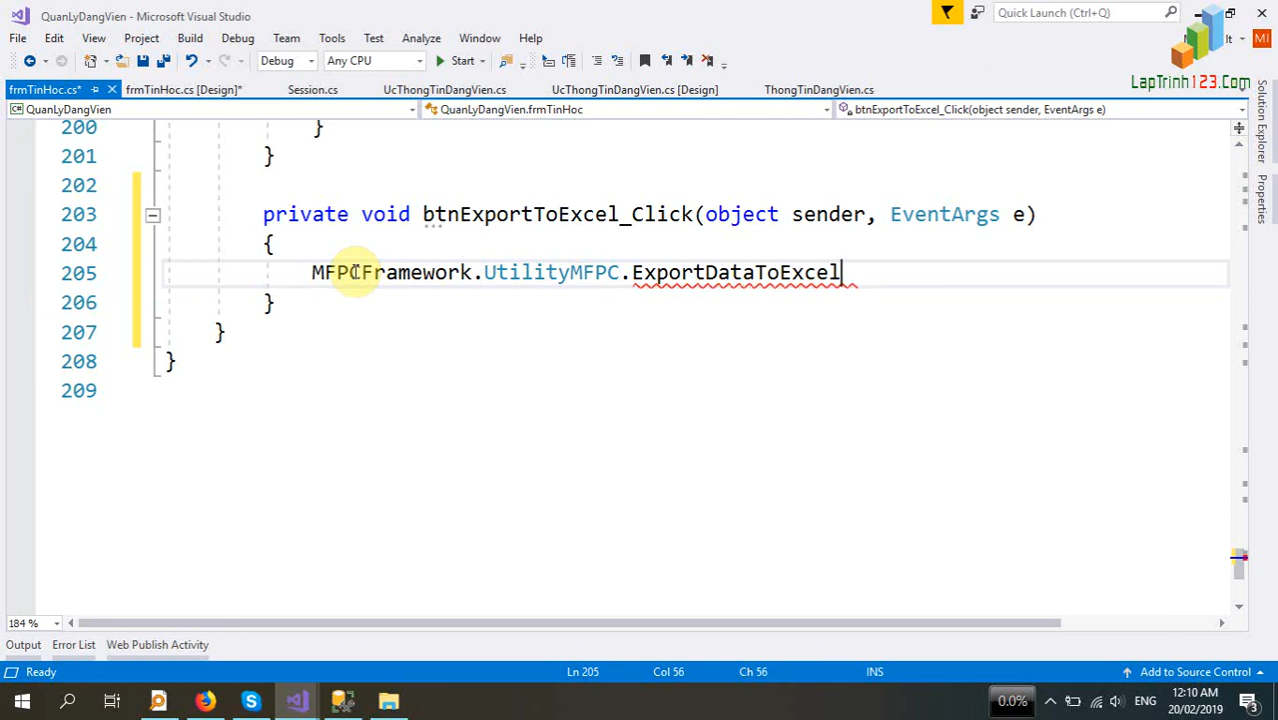 QuanLyDangVien - Microsoft Visual Studio
Quick Launch (Ctrl+Q)
File Edit View Project Build Debug Team Tools Test Analyze Window Help
MI
Debug Any CPU Start
LapTrinh123.Com
frmTinHoc.cs* frmTinHoc.cs [Design]* Session.cs UcThongTinDangVien.cs UcThongTinDangVien.cs [Design] ThongTinDangVien.cs
QuanLyDangVien QuanLyDangVien.frmTinHoc btnExportToExcel_Click(object sender, EventArgs e)
Solution Explorer
Properties
200 }
201 }
202
203 private void btnExportToExcel_Click(object sender, EventArgs e)
204 {
205 MFPCFramework.UtilityMFPC.ExportDataToExcel
206 }
207 }
208 }
209
184 %
Output Error List Web Publish Activity
Ready Ln 205 Col 56 Ch 56 INS Add to Source Control
0.0% ENG 12:10 AM
20/02/2019
3